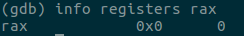 (gdb) info registers rax
rax            0x0      0